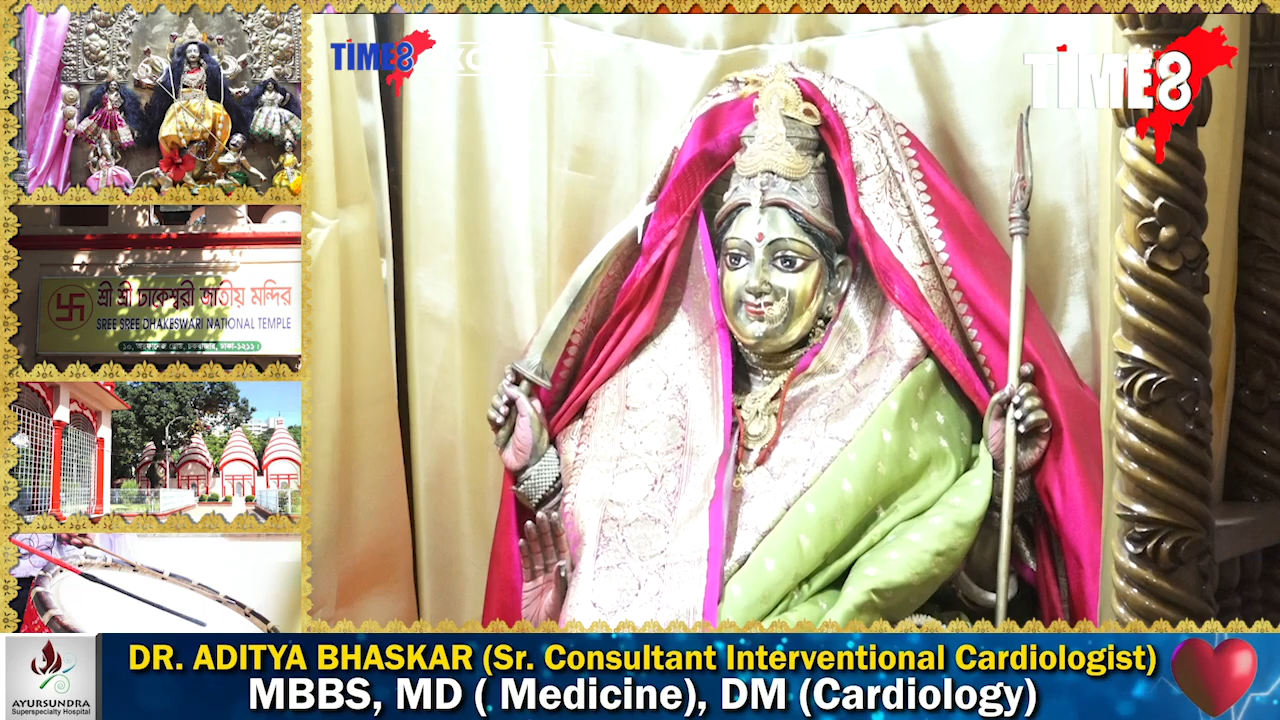 TIME8
TIME8
শ্রী শ্রী ঢাকেশ্বরী জাতীয় মন্দির
SREE SREE DHAKESWARI NATIONAL TEMPLE
DR. ADITYA BHASKAR (Sr. Consultant Interventional Cardiologist)
MBBS, MD ( Medicine), DM (Cardiology)
AYURSUNDRA
Superspecialty Hospital